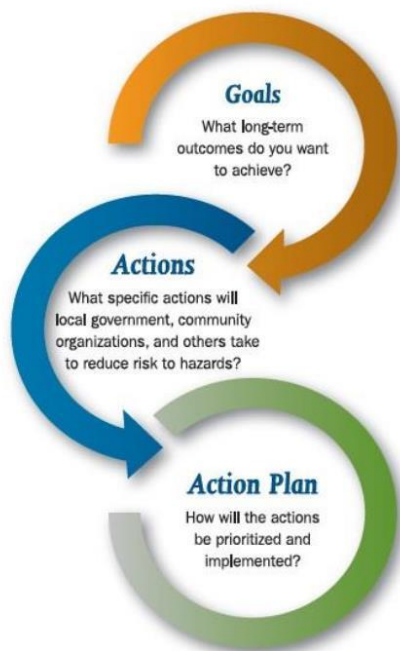 Goals
What long-term
outcomes do you want
to achieve?
Actions
What specific actions will
local government, community
organizations, and others take
to reduce risk to hazards?
Action Plan
How will the actions
be prioritized and
implemented?